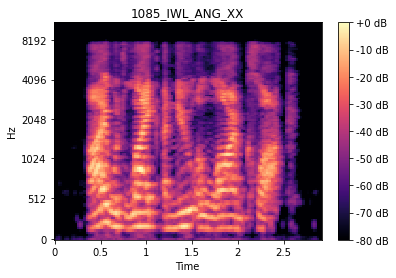 1085_IWL_ANG_XX
+0 dB
8192
-10 dB
4096
-20 dB
-30 dB
2048
Hz
-40 dB
1024
-50 dB
512
-60 dB
-70 dB
0
-80 dB
0 0.5 1 1.5 2 2.5
Time